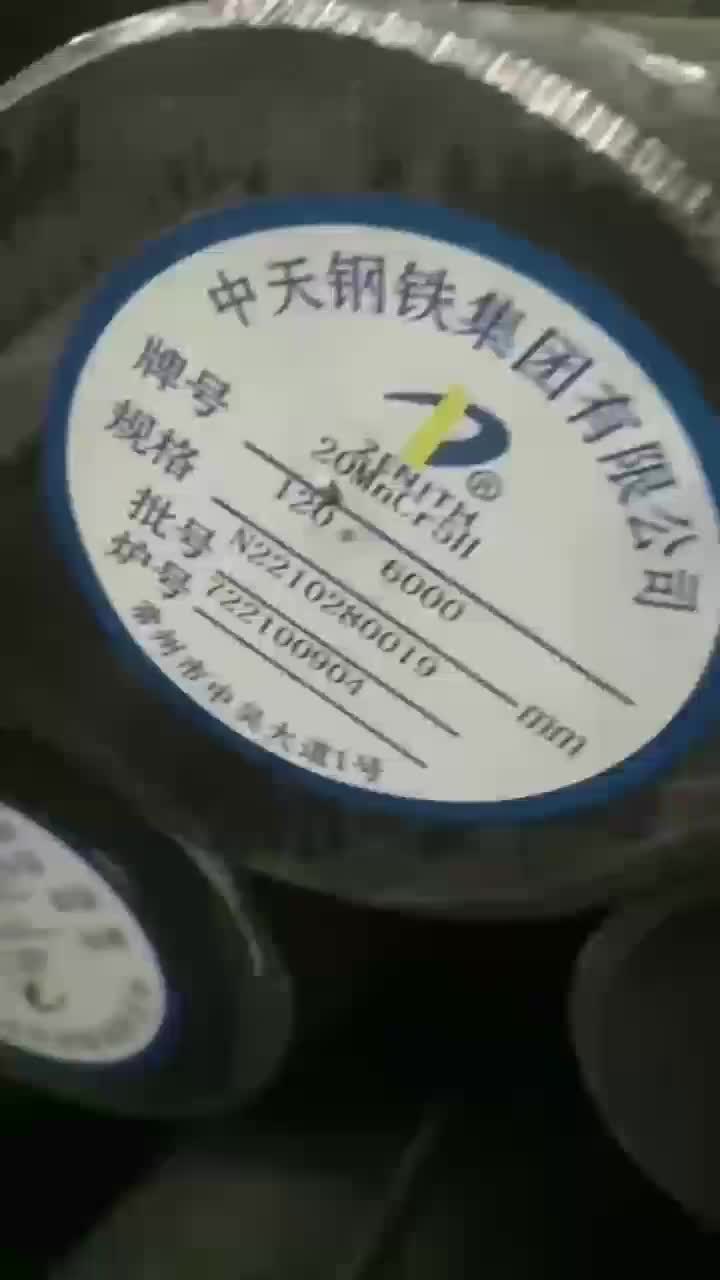 中天钢铁集团有限公司
ZENITH
®
牌号 20MnCr5H
规格 120* 6000 mm
批号 N2210280019
炉号 722100904
常州市中吴大道1号